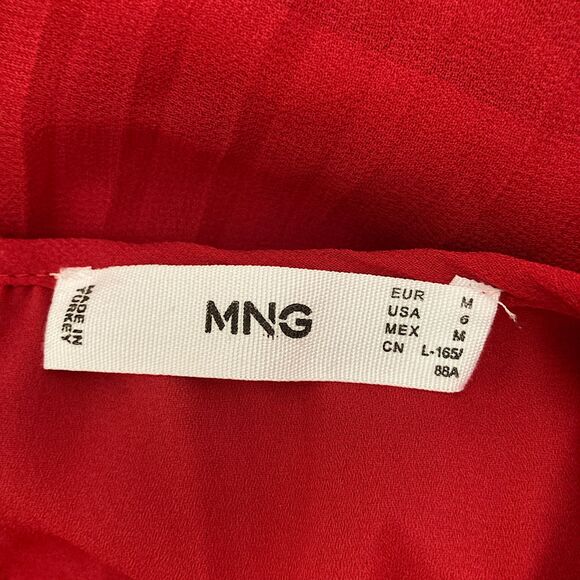 MADE IN
TURKEY
MNG
EUR M
USA 6
MEX M
CN L-165/
88A